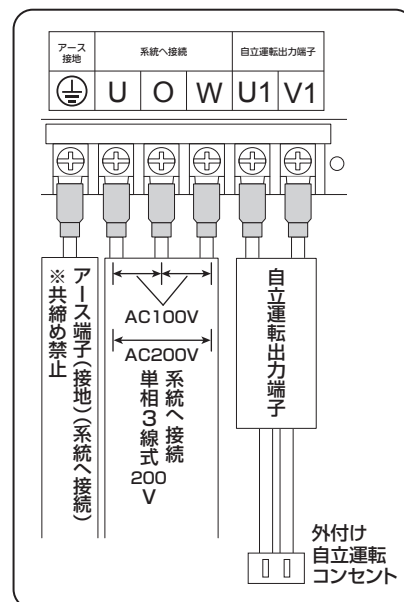 アース
接地
系統へ接続
自立運転出力端子
U O W U1 V1
アース端子(接地)(系統へ接続)
※共締め禁止
AC100V
AC200V
系統へ接続
単相3線式200V
自立運転出力端子
外付け
自立運転
コンセント